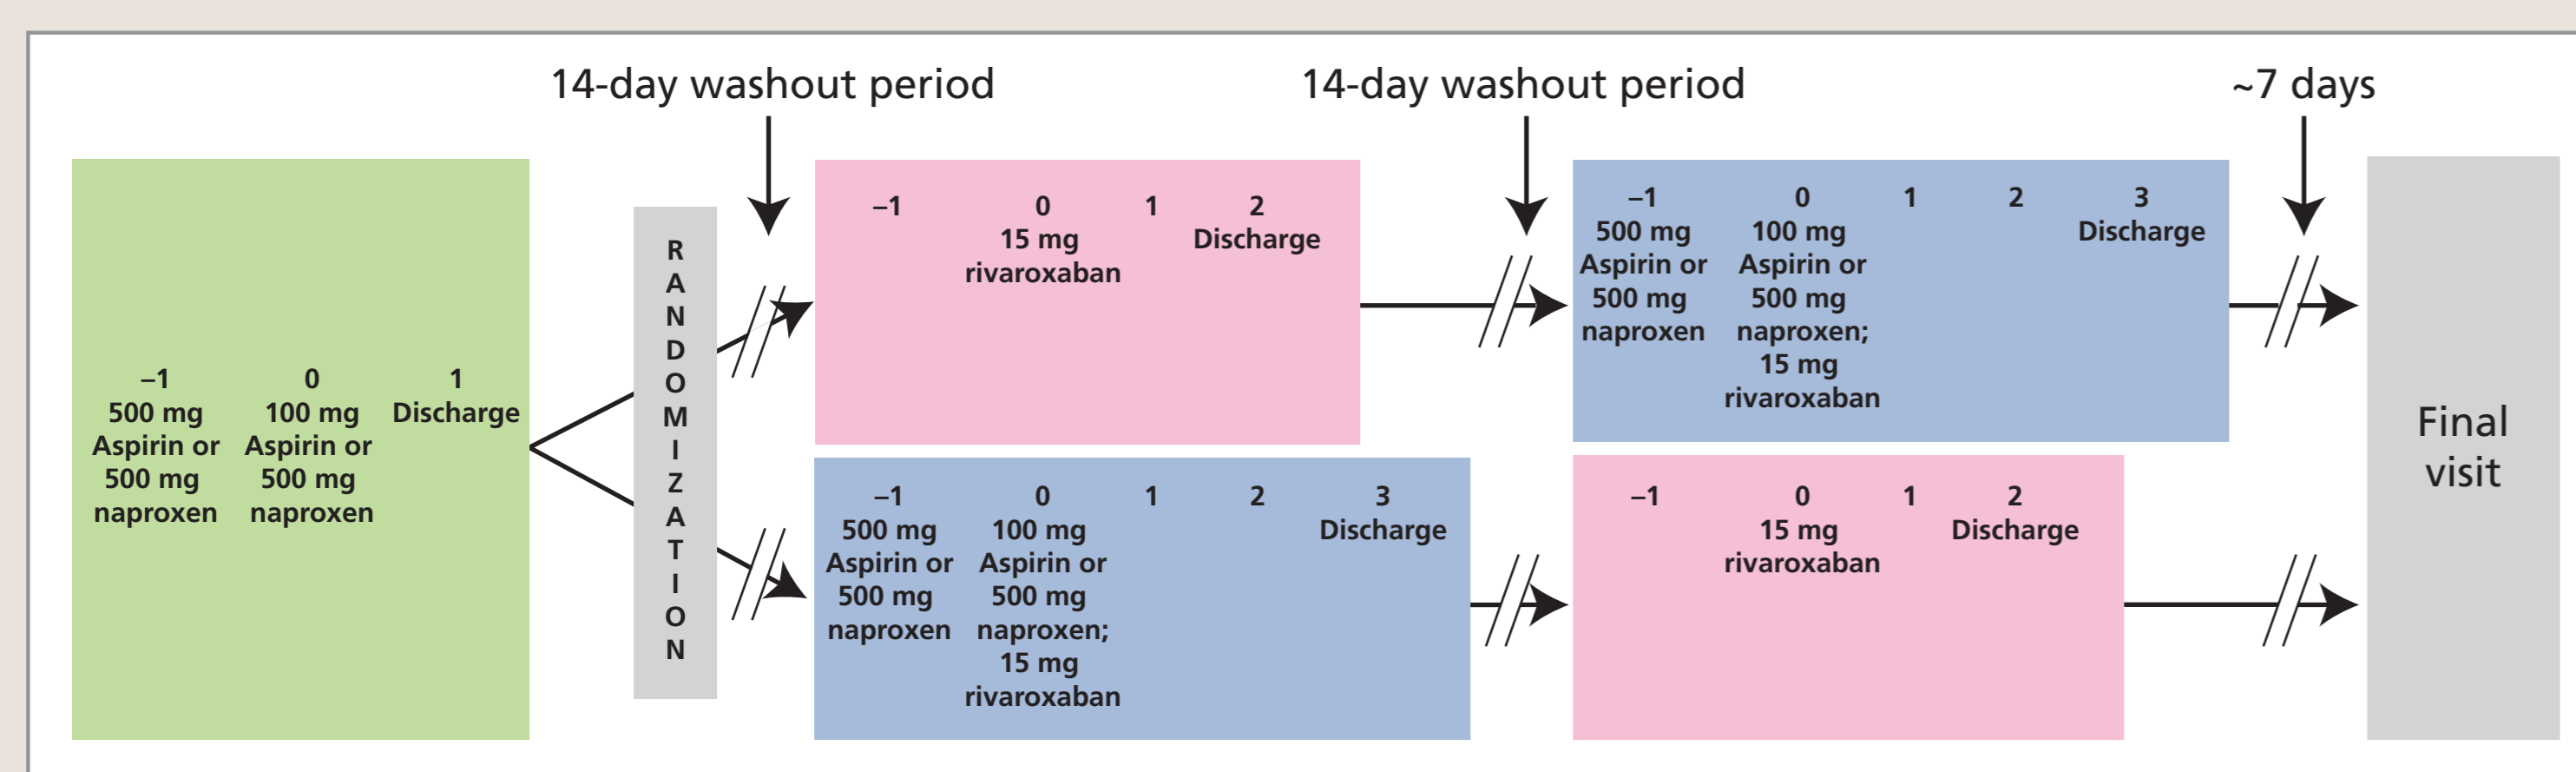 14-day washout period
14-day washout period
~7 days
–1
500 mg
Aspirin or
500 mg
naproxen
0
100 mg
Aspirin or
500 mg
naproxen
1
Discharge
RANDOMIZATION
–1
0
15 mg
rivaroxaban
1
2
Discharge
–1
500 mg
Aspirin or
500 mg
naproxen
0
100 mg
Aspirin or
500 mg
naproxen;
15 mg
rivaroxaban
1
2
3
Discharge
–1
500 mg
Aspirin or
500 mg
naproxen
0
100 mg
Aspirin or
500 mg
naproxen;
15 mg
rivaroxaban
1
2
3
Discharge
–1
0
15 mg
rivaroxaban
1
2
Discharge
Final
visit